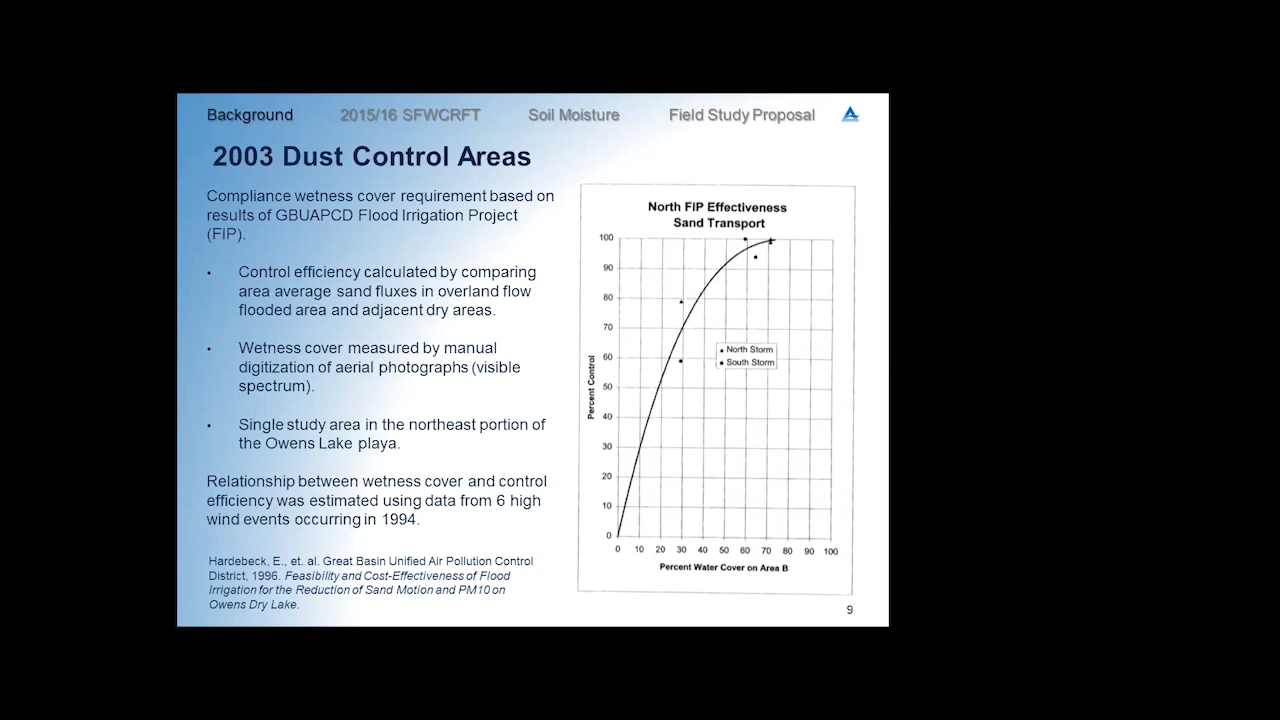 Background 2015/16 SFWCRFT Soil Moisture Field Study Proposal
2003 Dust Control Areas
Compliance wetness cover requirement based on
results of GBUAPCD Flood Irrigation Project
(FIP).
• Control efficiency calculated by comparing
area average sand fluxes in overland flow
flooded area and adjacent dry areas.
• Wetness cover measured by manual
digitization of aerial photographs (visible
spectrum).
• Single study area in the northeast portion of
the Owens Lake playa.
Relationship between wetness cover and control
efficiency was estimated using data from 6 high
wind events occurring in 1994.
Hardebeck, E., et. al. Great Basin Unified Air Pollution Control
District, 1996. Feasibility and Cost-Effectiveness of Flood
Irrigation for the Reduction of Sand Motion and PM10 on
Owens Dry Lake.
North FIP Effectiveness
Sand Transport
100
90
80
70
60
50
40
30
20
10
0
Percent Control
North Storm
South Storm
0 10 20 30 40 50 60 70 80 90 100
Percent Water Cover on Area B
9